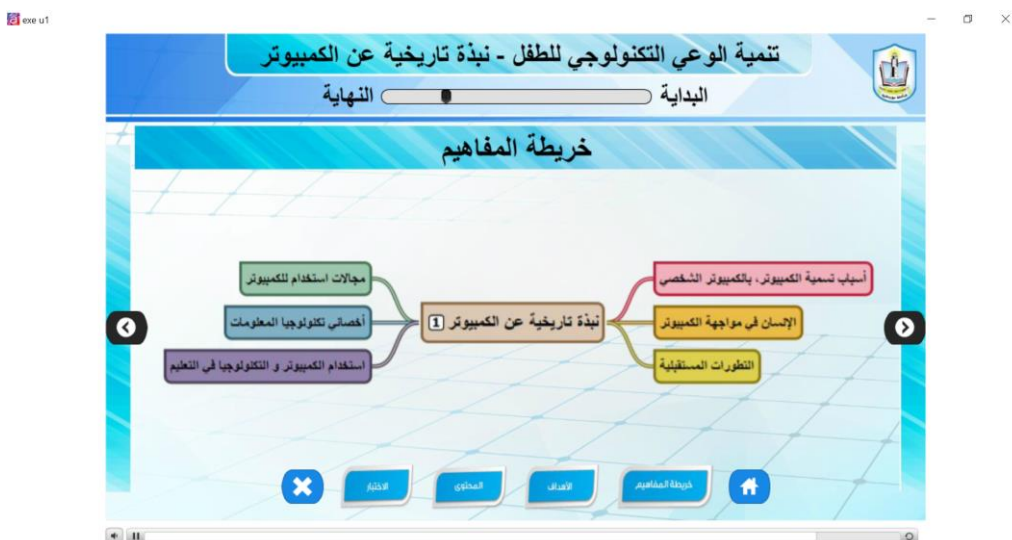 exe u1
تنمية الوعي التكنولوجي للطفل - نبذة تاريخية عن الكمبيوتر
البداية
النهاية
خريطة المفاهيم
أسباب تسمية الكمبيوتر، بالكمبيوتر الشخصي
الإنسان في مواجهة الكمبيوتر
التطورات المستقبلية
نبذة تاريخية عن الكمبيوتر 1
مجالات استخدام للكمبيوتر
أخصائي تكنولوجيا المعلومات
استخدام الكمبيوتر و التكنولوجيا في التعليم
خريطة المفاهيم
الأهداف
المحتوى
الاختبار